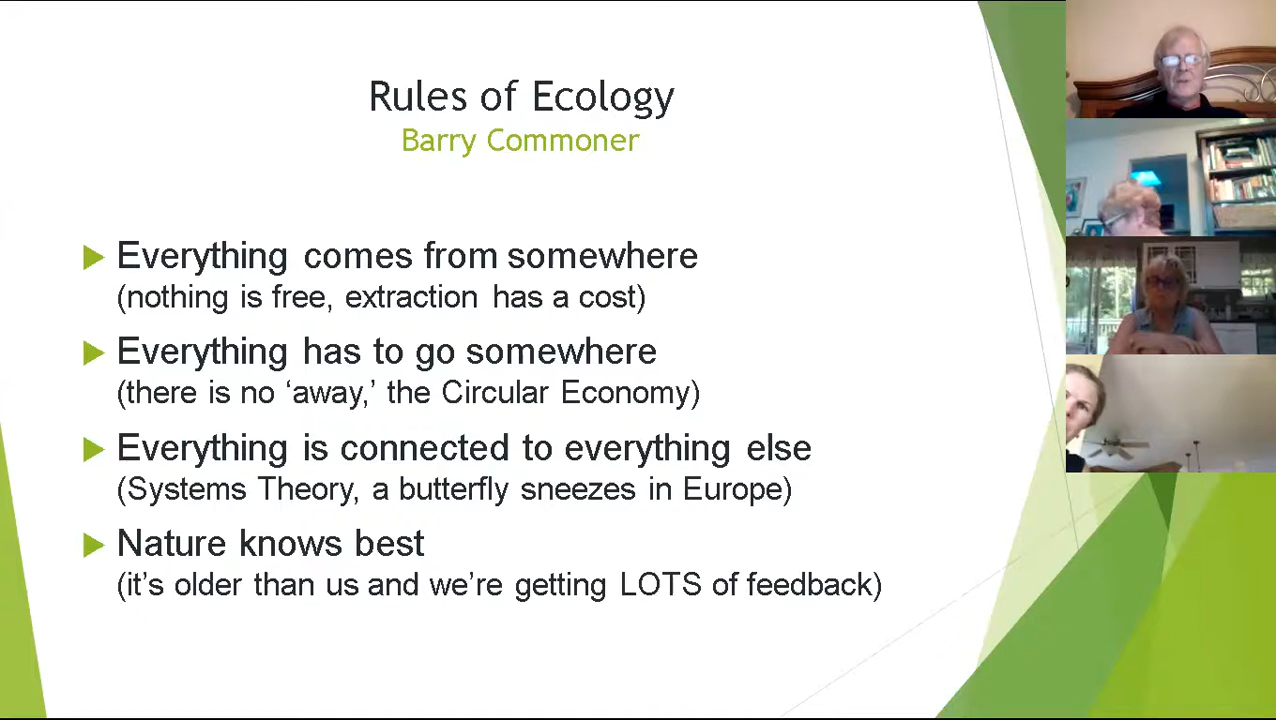 Rules of Ecology
Barry Commoner
Everything comes from somewhere
(nothing is free, extraction has a cost)
Everything has to go somewhere
(there is no ‘away,’ the Circular Economy)
Everything is connected to everything else
(Systems Theory, a butterfly sneezes in Europe)
Nature knows best
(it’s older than us and we’re getting LOTS of feedback)